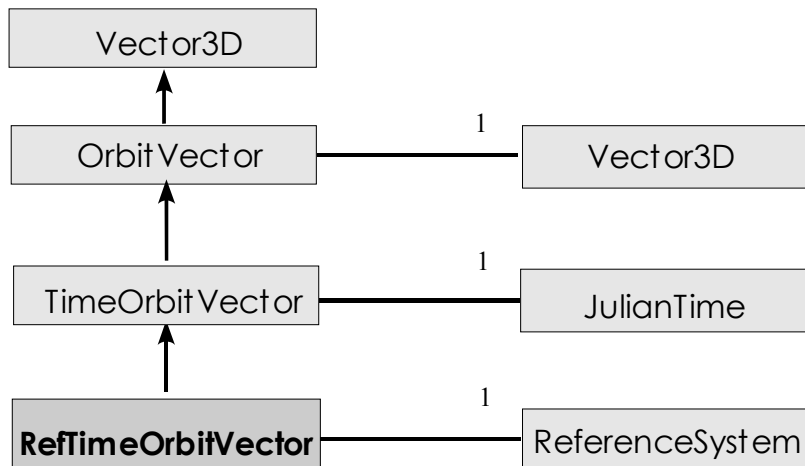 Vector3D
1
OrbitVector
Vector3D
1
TimeOrbitVector
JulianTime
1
RefTimeOrbitVector
ReferenceSystem